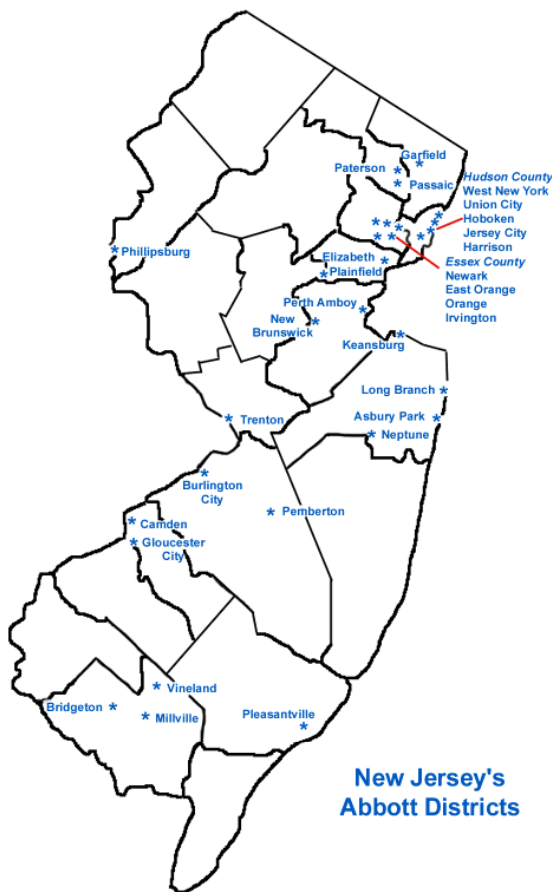 Garfield
Paterson
Passaic
Hudson County
West New York
Union City
Hoboken
Jersey City
Harrison
Essex County
Newark
East Orange
Orange
Irvington
Phillipsburg
Elizabeth
Plainfield
Perth Amboy
New
Brunswick
Keansburg
Long Branch
Asbury Park
Neptune
Trenton
Burlington
City
Pemberton
Camden
Gloucester
City
Vineland
Bridgeton
Millville
Pleasantville
New Jersey's
Abbott Districts